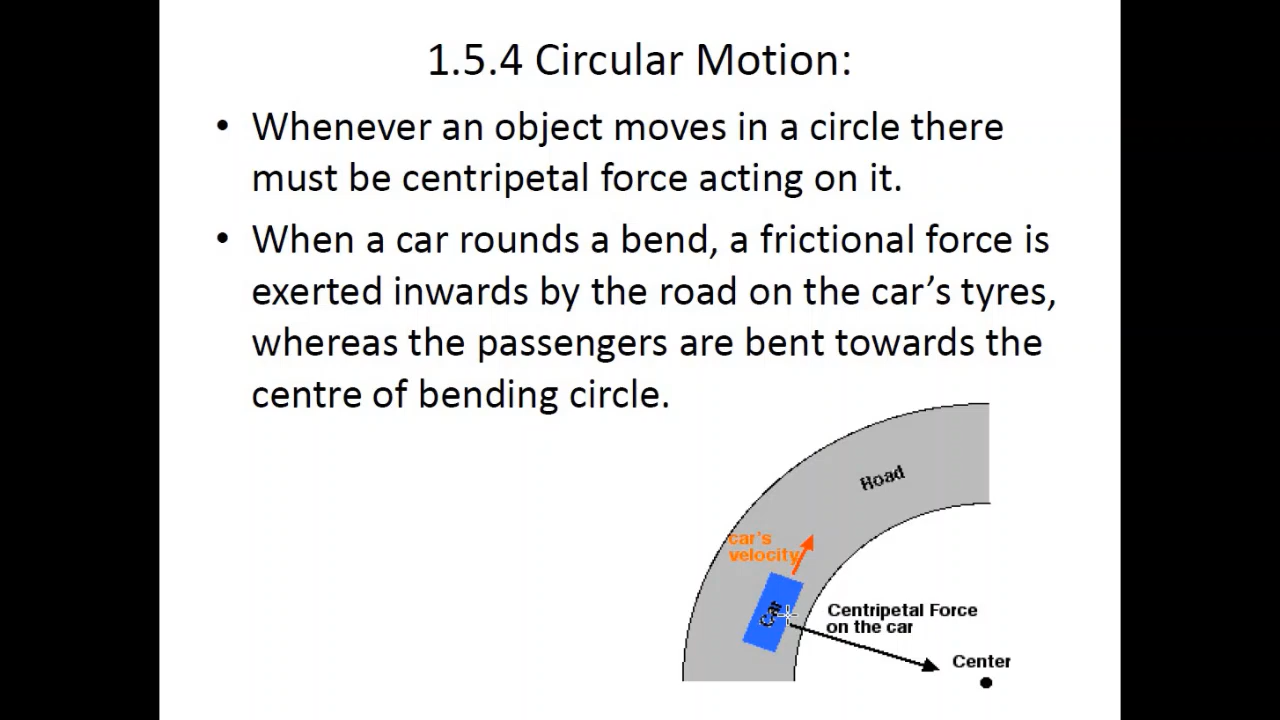 1.5.4 Circular Motion:
• Whenever an object moves in a circle there
must be centripetal force acting on it.
• When a car rounds a bend, a frictional force is
exerted inwards by the road on the car’s tyres,
whereas the passengers are bent towards the
centre of bending circle.
Road
car's
velocity
Car
Centripetal Force
on the car
Center